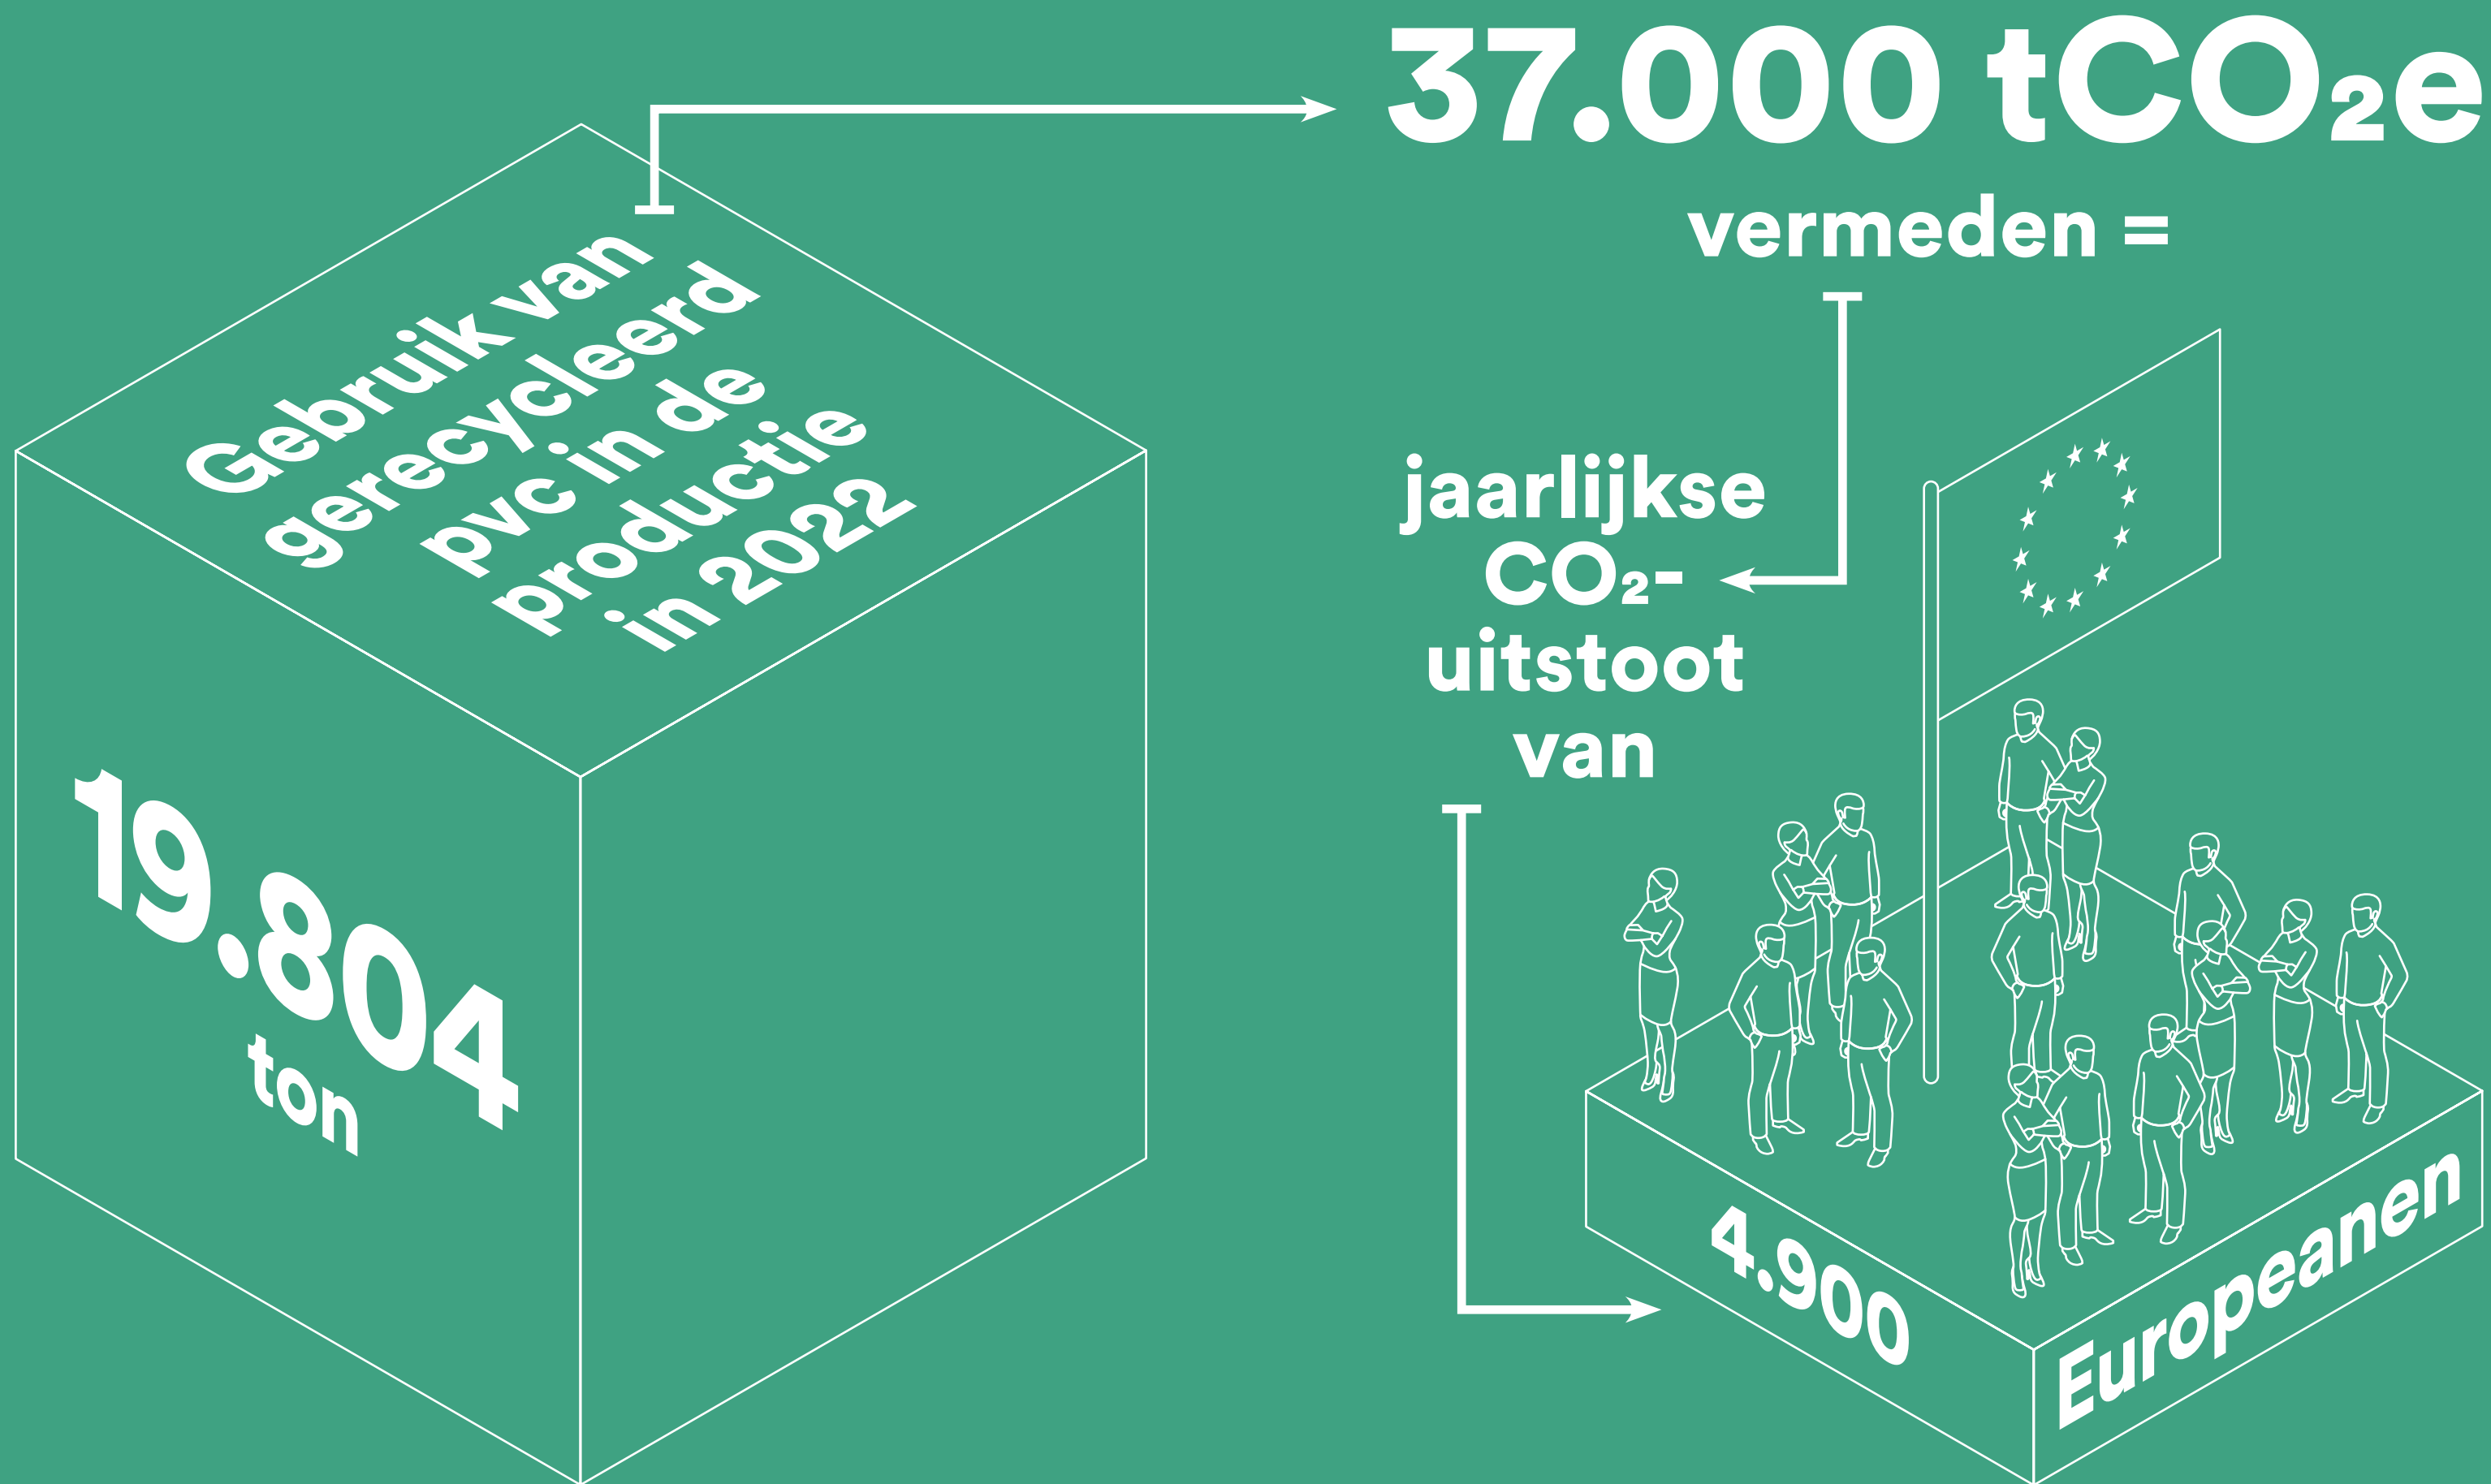 37.000 tCO₂e
vermeden =
Gebruik van
gerecycleerd
PVC in de
productie
in 2022
19.804
ton
jaarlijkse
CO₂-
uitstoot
van
4.900
Europeanen